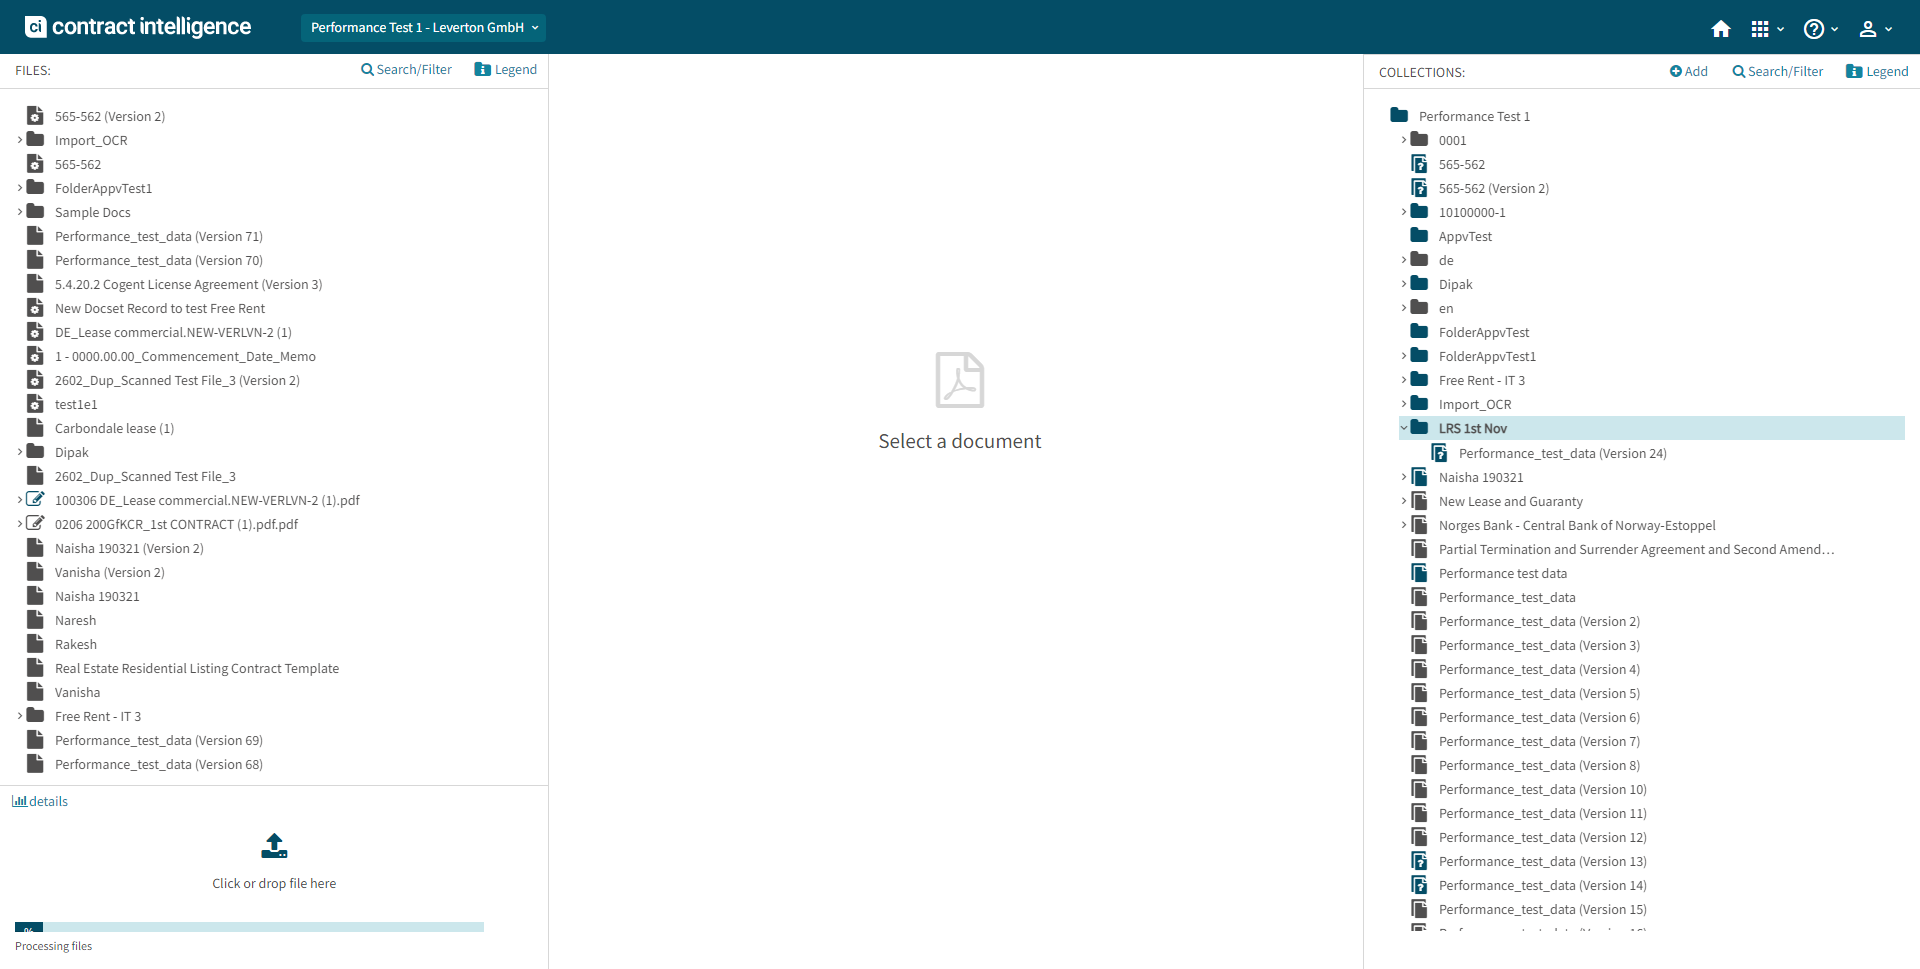 ci contract intelligence
Performance Test 1 - Leverton GmbH
FILES:
Search/Filter
Legend
565-562 (Version 2)
Import_OCR
565-562
FolderAppvTest1
Sample Docs
Performance_test_data (Version 71)
Performance_test_data (Version 70)
5.4.20.2 Cogent License Agreement (Version 3)
New Docset Record to test Free Rent
DE_Lease commercial.NEW-VERLVN-2 (1)
1 - 0000.00.00_Commencement_Date_Memo
2602_Dup_Scanned Test File_3 (Version 2)
test1e1
Carbondale lease (1)
Dipak
2602_Dup_Scanned Test File_3
100306 DE_Lease commercial.NEW-VERLVN-2 (1).pdf
0206 200GfKCR_1st CONTRACT (1).pdf.pdf
Naisha 190321 (Version 2)
Vanisha (Version 2)
Naisha 190321
Naresh
Rakesh
Real Estate Residential Listing Contract Template
Vanisha
Free Rent - IT 3
Performance_test_data (Version 69)
Performance_test_data (Version 68)
details
Click or drop file here
%
Processing files
Select a document
COLLECTIONS:
Add
Search/Filter
Legend
Performance Test 1
0001
565-562
565-562 (Version 2)
10100000-1
AppvTest
de
Dipak
en
FolderAppvTest
FolderAppvTest1
Free Rent - IT 3
Import_OCR
LRS 1st Nov
Performance_test_data (Version 24)
Naisha 190321
New Lease and Guaranty
Norges Bank - Central Bank of Norway-Estoppel
Partial Termination and Surrender Agreement and Second Amend...
Performance test data
Performance_test_data
Performance_test_data (Version 2)
Performance_test_data (Version 3)
Performance_test_data (Version 4)
Performance_test_data (Version 5)
Performance_test_data (Version 6)
Performance_test_data (Version 7)
Performance_test_data (Version 8)
Performance_test_data (Version 10)
Performance_test_data (Version 11)
Performance_test_data (Version 12)
Performance_test_data (Version 13)
Performance_test_data (Version 14)
Performance_test_data (Version 15)